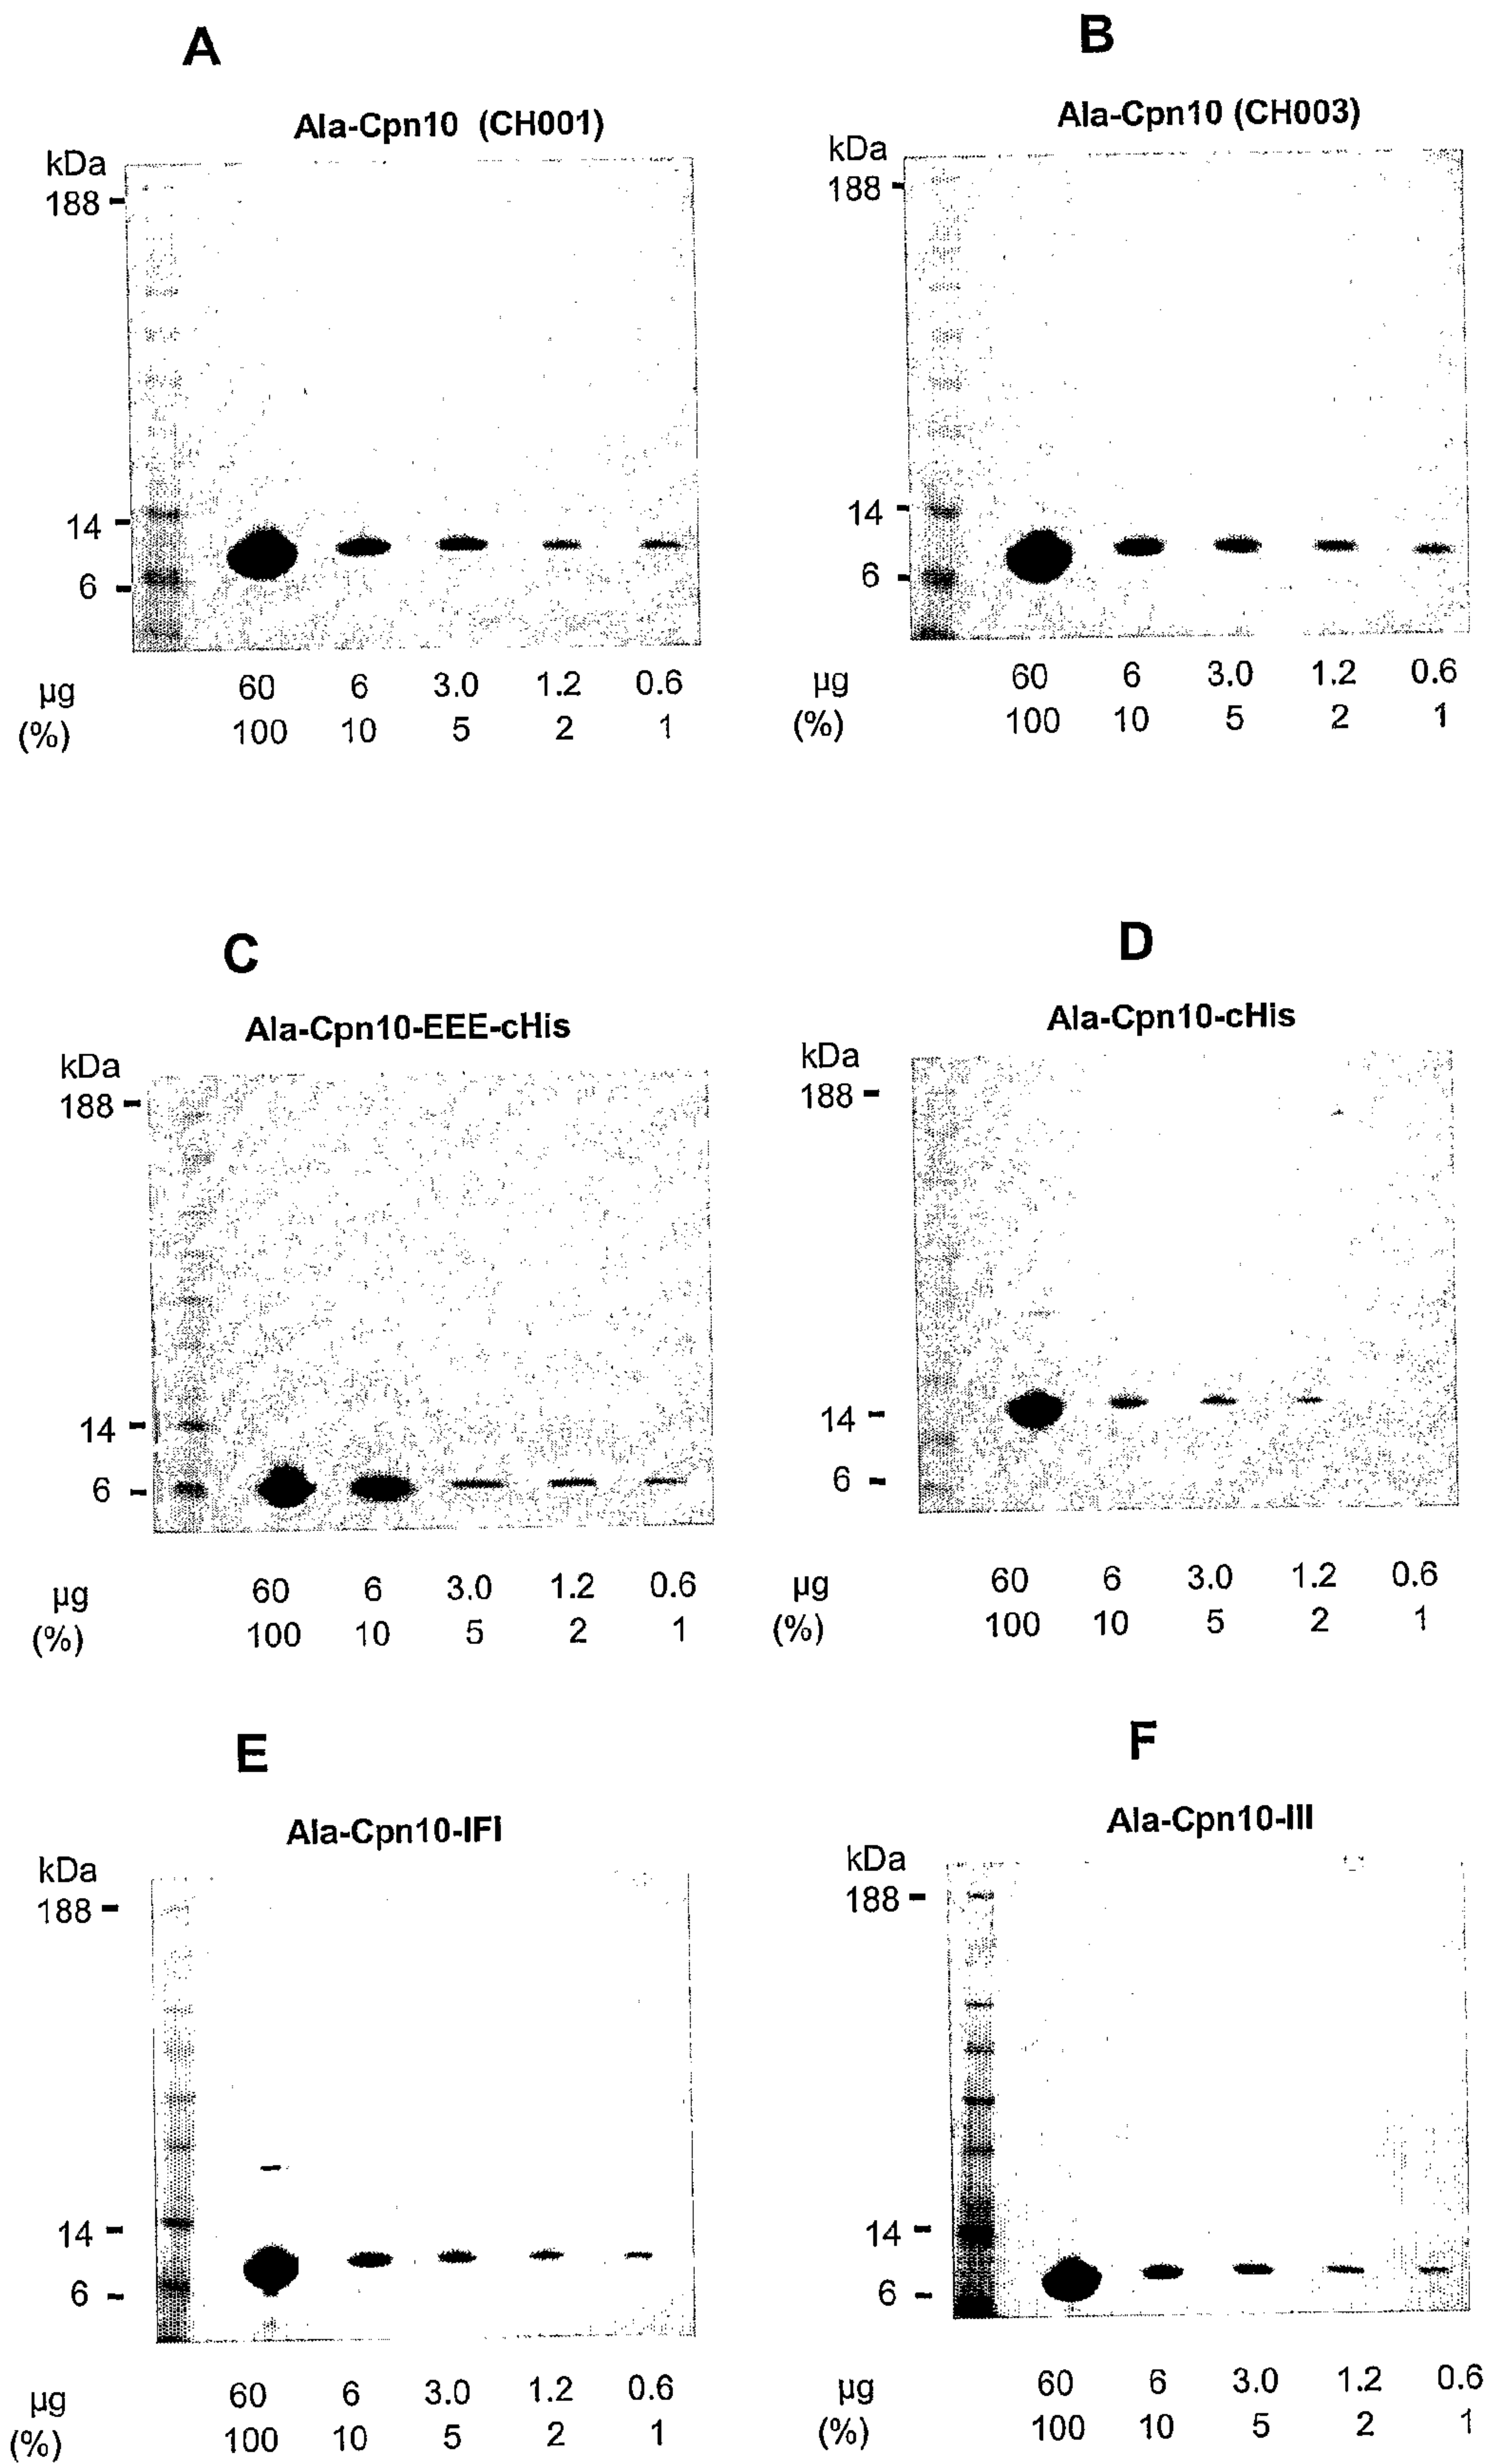 A
Ala-Cpn10 (CH001)
kDa
188
14
6
µg 60 6 3.0 1.2 0.6
(%) 100 10 5 2 1
B
Ala-Cpn10 (CH003)
kDa
188
14
6
µg 60 6 3.0 1.2 0.6
(%) 100 10 5 2 1
C
Ala-Cpn10-EEE-cHis
kDa
188
14
6
µg 60 6 3.0 1.2 0.6
(%) 100 10 5 2 1
D
Ala-Cpn10-cHis
kDa
188
14
6
µg 60 6 3.0 1.2 0.6
(%) 100 10 5 2 1
E
Ala-Cpn10-IFI
kDa
188
14
6
µg 60 6 3.0 1.2 0.6
(%) 100 10 5 2 1
F
Ala-Cpn10-III
kDa
188
14
6
µg 60 6 3.0 1.2 0.6
(%) 100 10 5 2 1